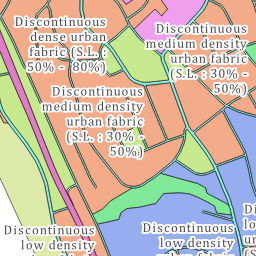 Discontinuous
dense urban
fabric (S.L. :
50% -  80%)
Discontinuous
medium density
urban fabric
(S.L. : 30% -
50%)
Discontinuous
medium density
urban fabric
(S.L. : 30% -
50%)
Discontinuous
low density
Discontinuous
low density